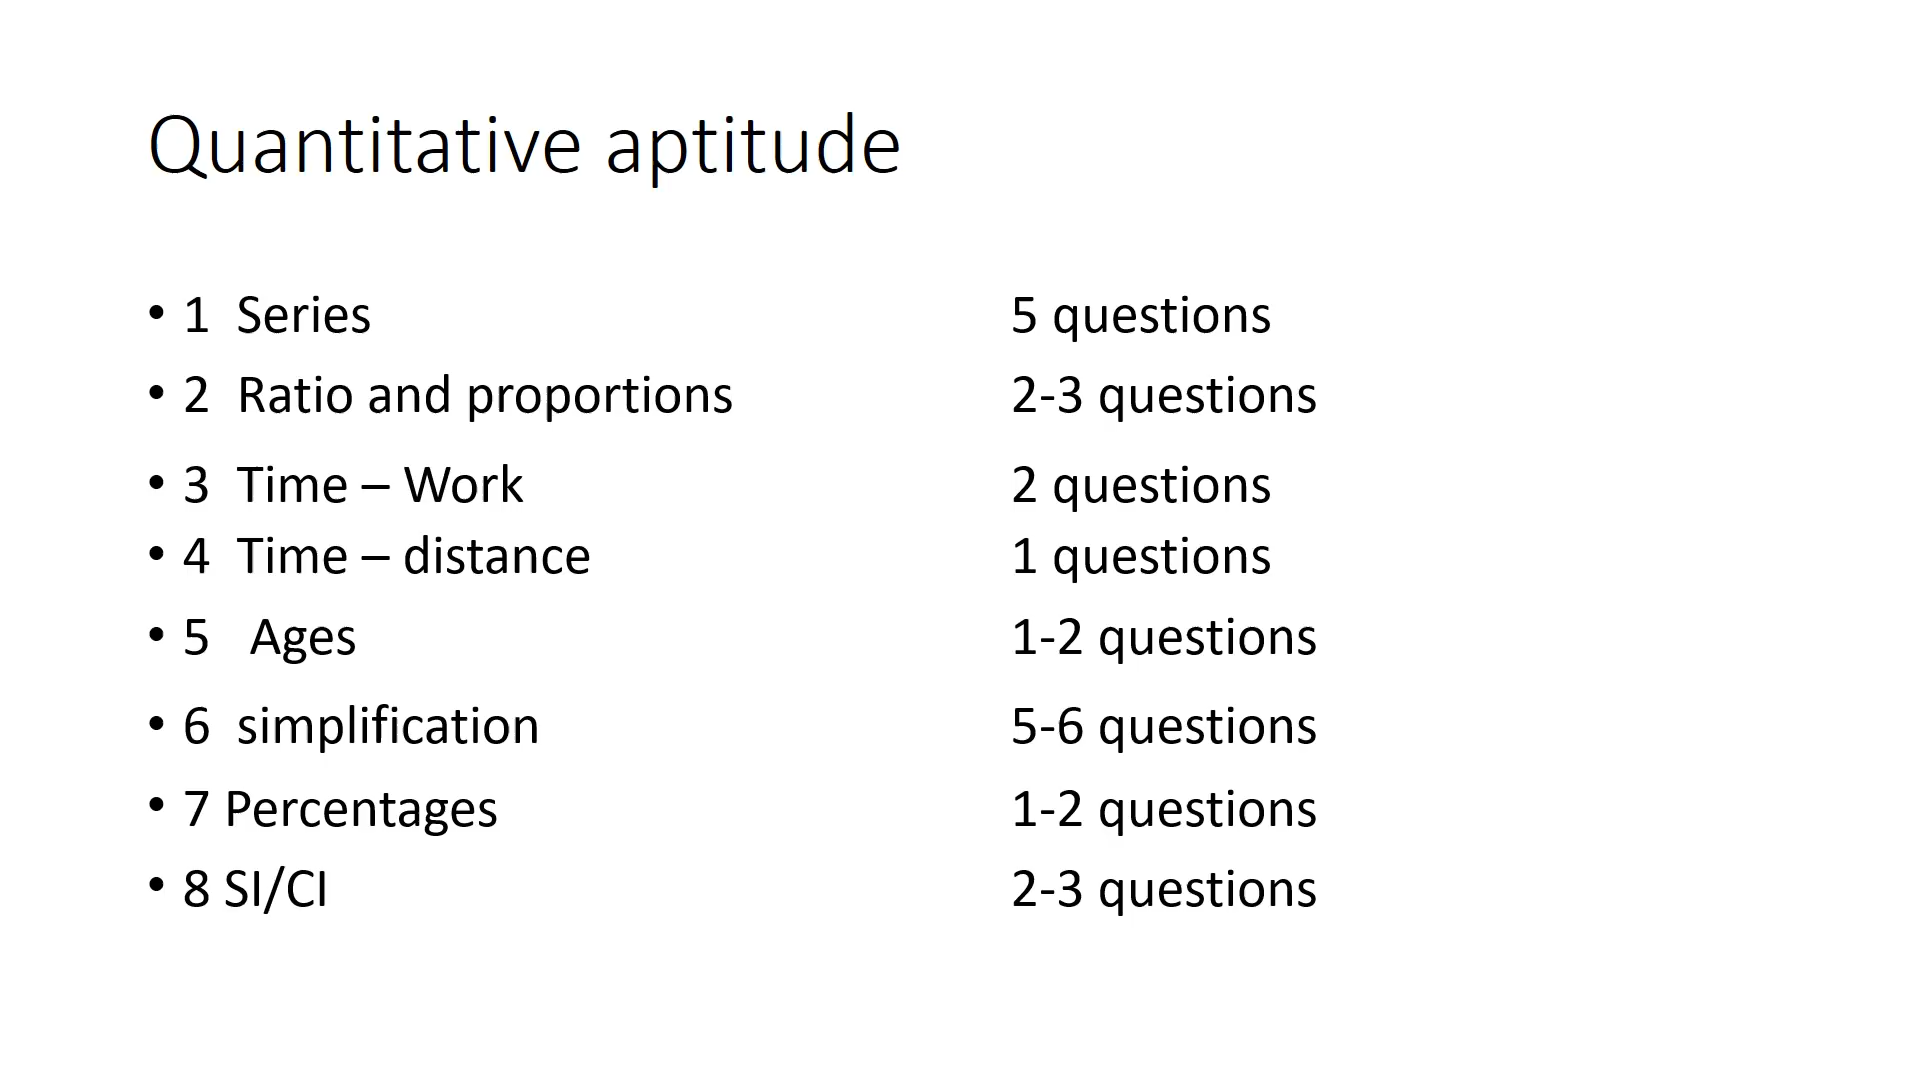 Quantitative aptitude
• 1 Series 5 questions
• 2 Ratio and proportions 2-3 questions
• 3 Time – Work 2 questions
• 4 Time – distance 1 questions
• 5 Ages 1-2 questions
• 6 simplification 5-6 questions
• 7 Percentages 1-2 questions
• 8 SI/CI 2-3 questions